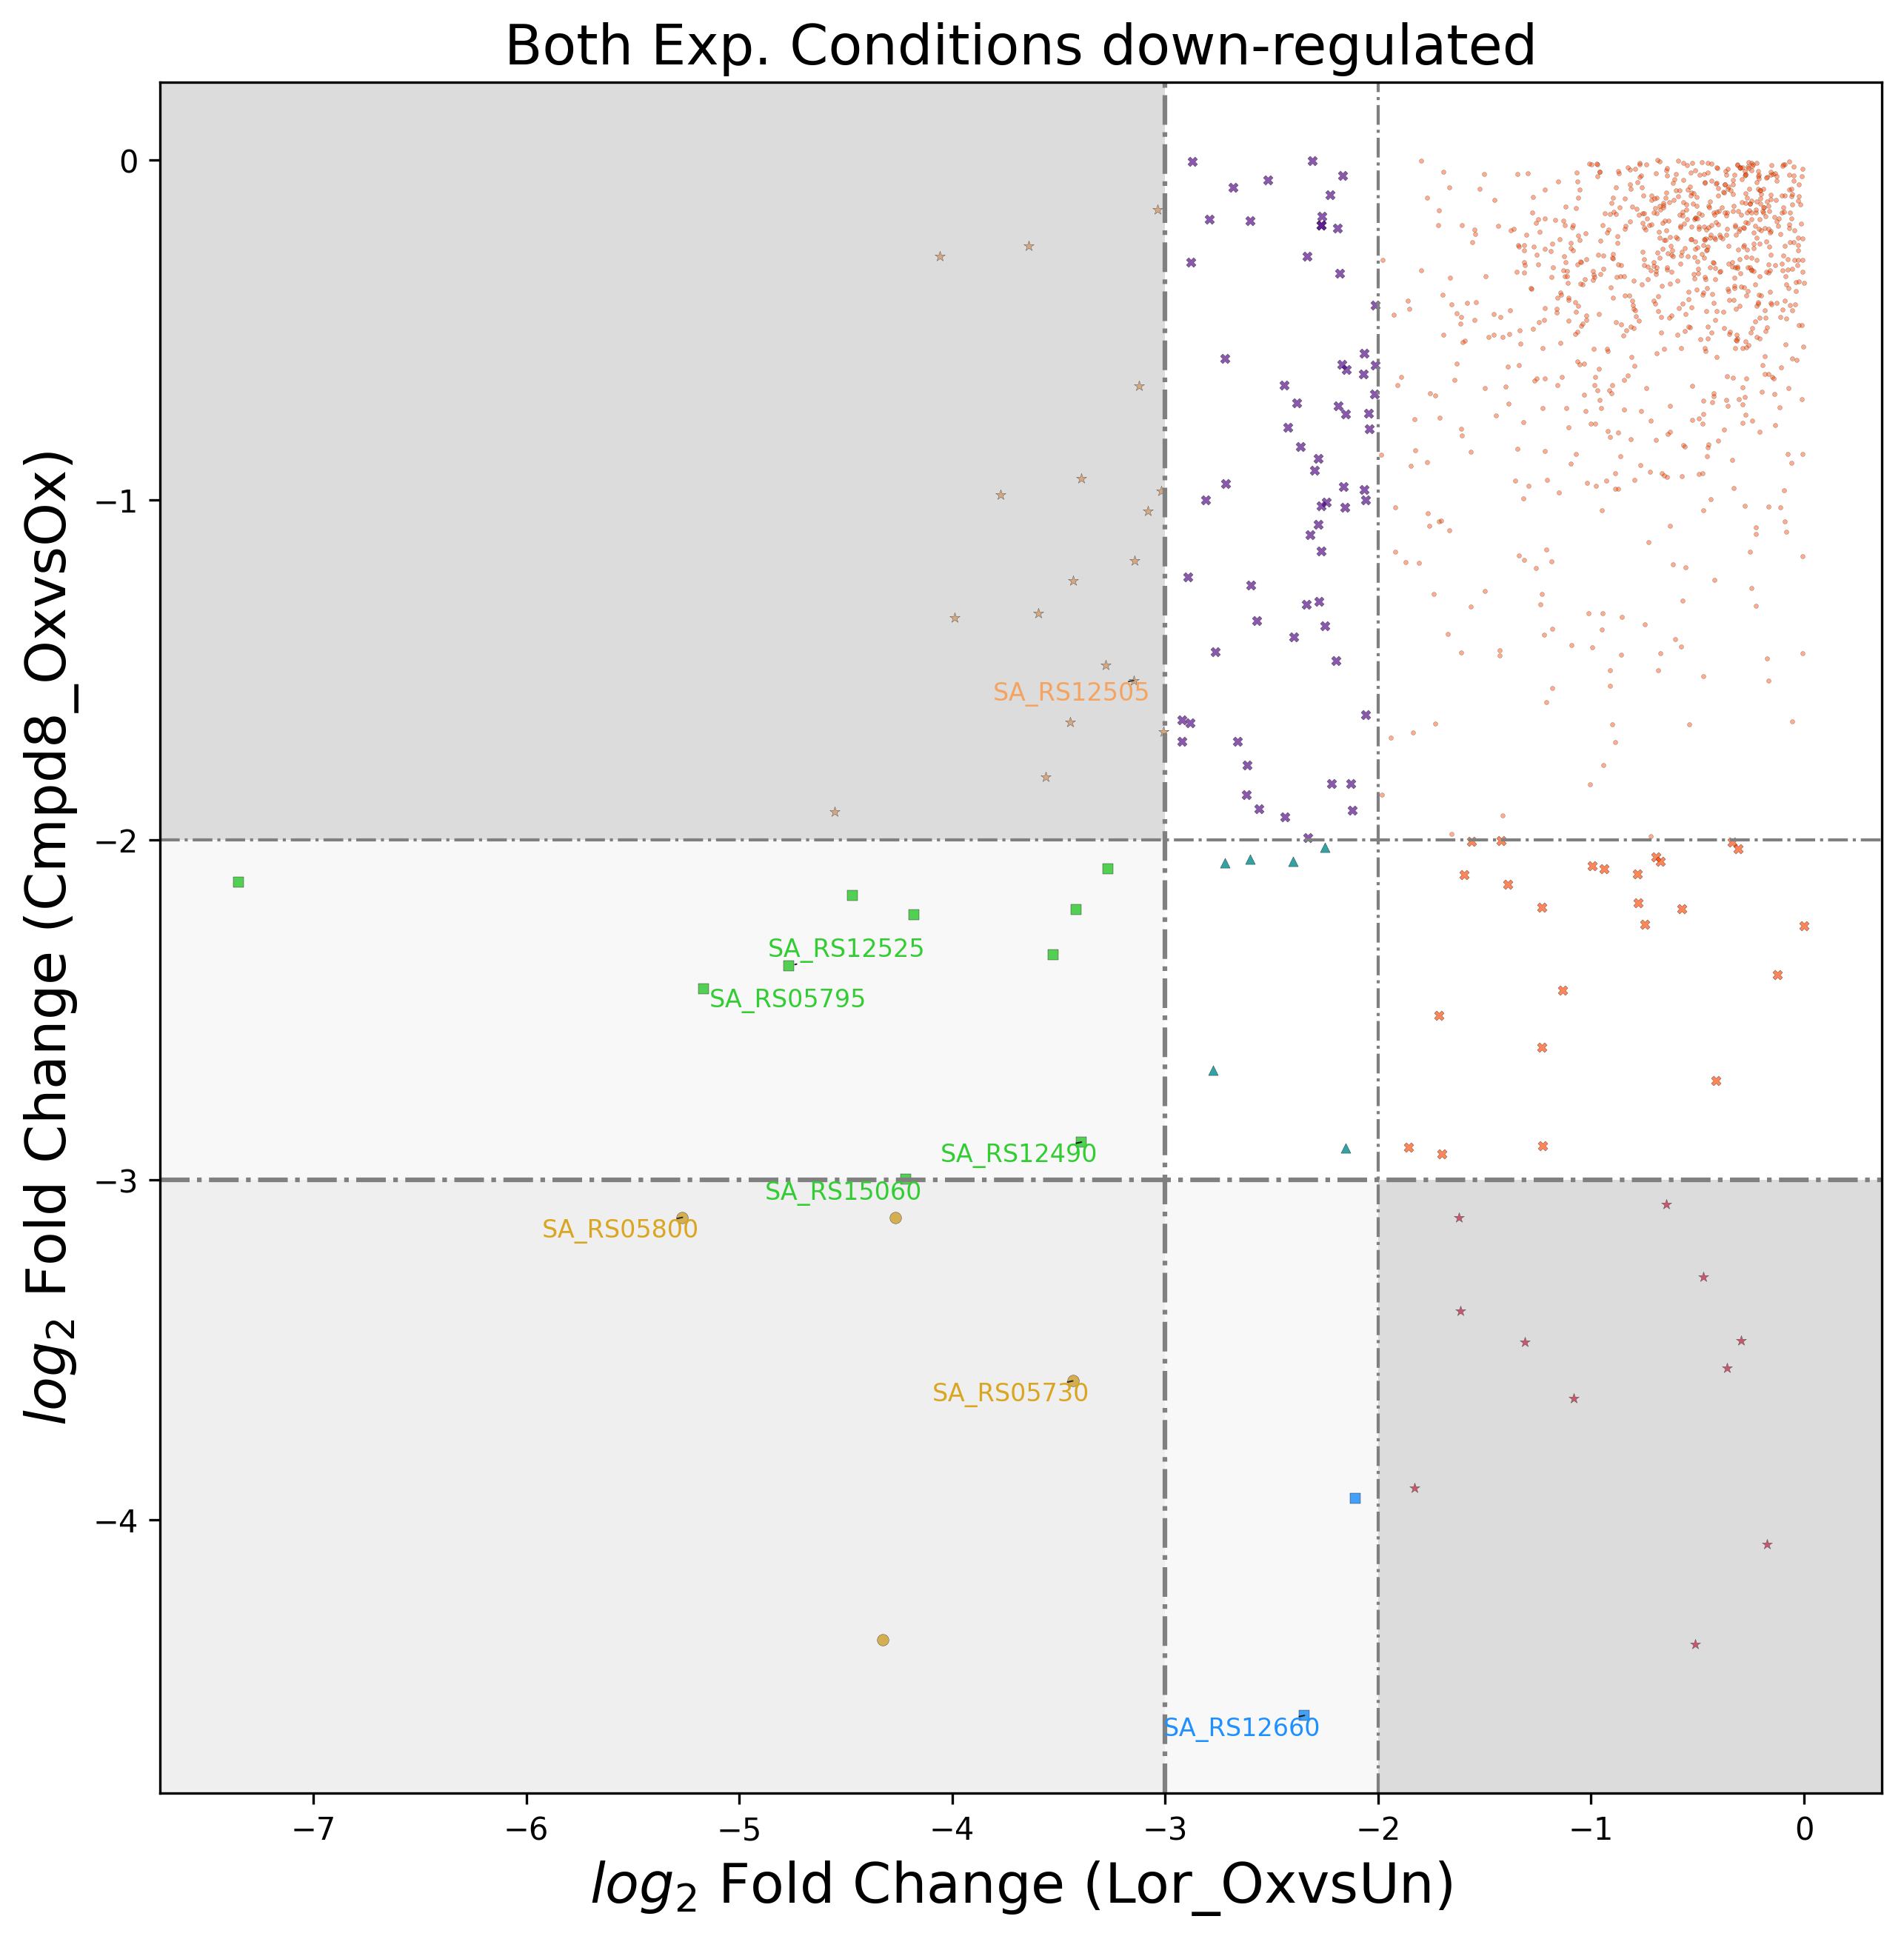 Both Exp. Conditions down-regulated
log2 Fold Change (Cmpd8_OxvsOx)
0
−1
−2
−3
−4
SA_RS12505
SA_RS12525
SA_RS05795
SA_RS12490
SA_RS15060
SA_RS05800
SA_RS05730
SA_RS12660
−7 −6 −5 −4 −3 −2 −1 0
log2 Fold Change (Lor_OxvsUn)